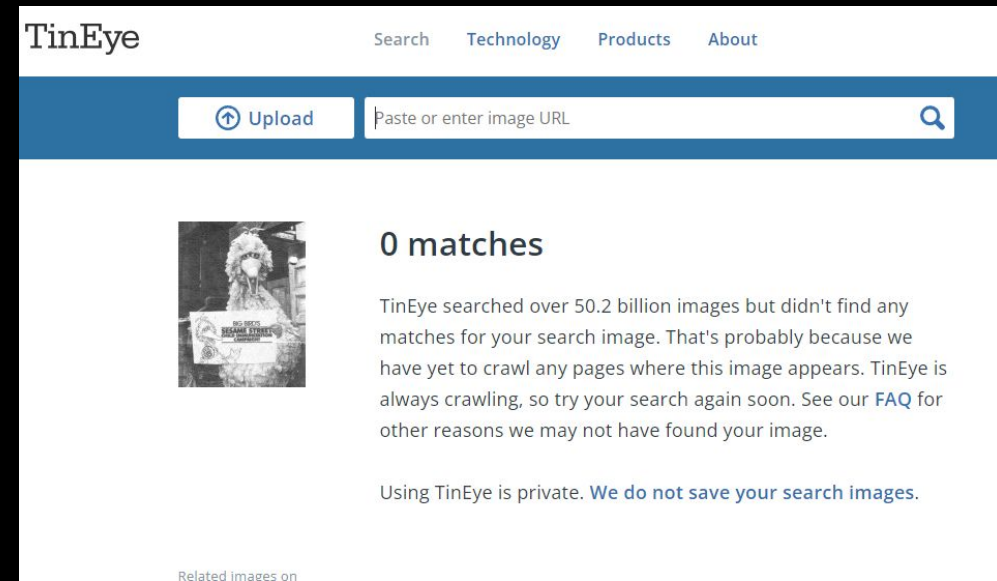 TinEye
Search Technology Products About
Upload
Paste or enter image URL
BIG BIRD'S
SESAME STREET
CHILD IMMUNIZATION
CAMPAIGN
0 matches
TinEye searched over 50.2 billion images but didn't find any
matches for your search image. That's probably because we
have yet to crawl any pages where this image appears. TinEye is
always crawling, so try your search again soon. See our FAQ for
other reasons we may not have found your image.
Using TinEye is private. We do not save your search images.
Related images on